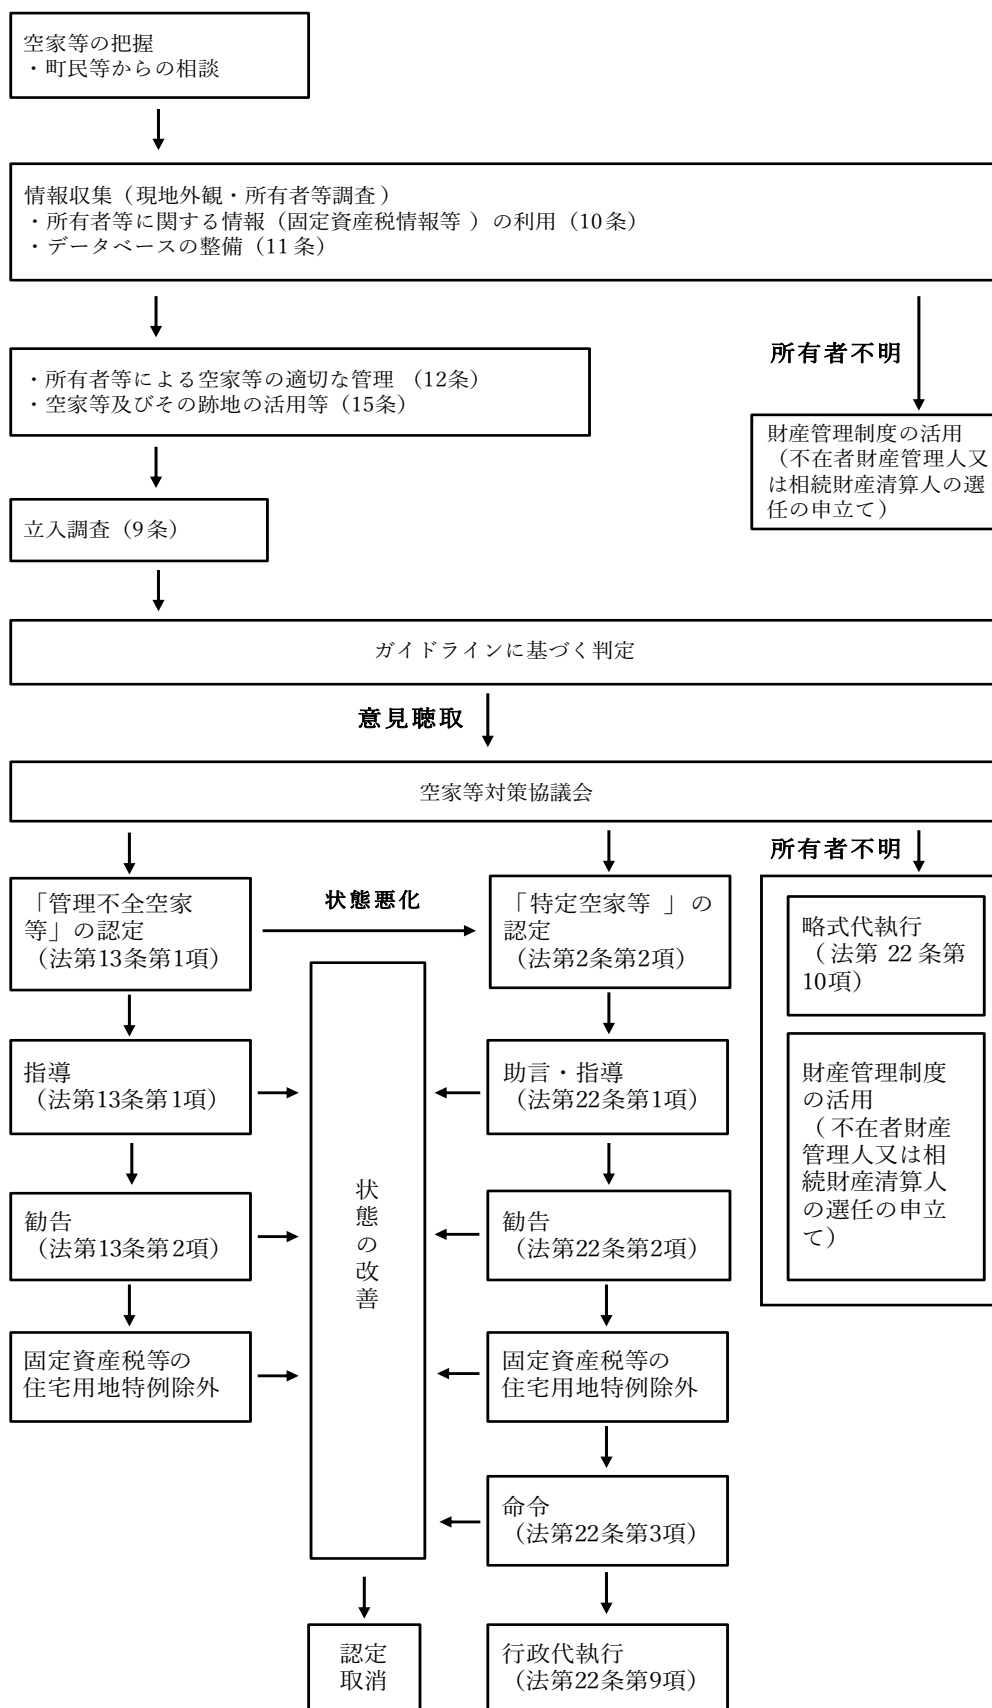 空家等の把握
・町民等からの相談
情報収集（現地外観・所有者等調査）
・所有者等に関する情報（固定資産税情報等 ）の利用（10条）
・データベースの整備（11条）
所有者不明
・所有者等による空家等の適切な管理 （12条）
・空家等及びその跡地の活用等（15条）
財産管理制度の活用
（不在者財産管理人又
は相続財産清算人の選
任の申立て）
立入調査（9条）
ガイドラインに基づく判定
意見聴取
空家等対策協議会
所有者不明
「管理不全空家
等」の認定
（法第13条第1項）
状態悪化
「特定空家等 」の
認定
（法第2条第2項）
略式代執行
（法第 22 条第
10項）
指導
（法第13条第1項）
助言・指導
（法第22条第1項）
財産管理制度
の活用
（不在者財産
管理人又は相
続財産清算人
の選任の申立
て）
状態の改善
勧告
（法第13条第2項）
勧告
（法第22条第2項）
固定資産税等の
住宅用地特例除外
固定資産税等の
住宅用地特例除外
命令
（法第22条第3項）
認定
取消
行政代執行
（法第22条第9項）